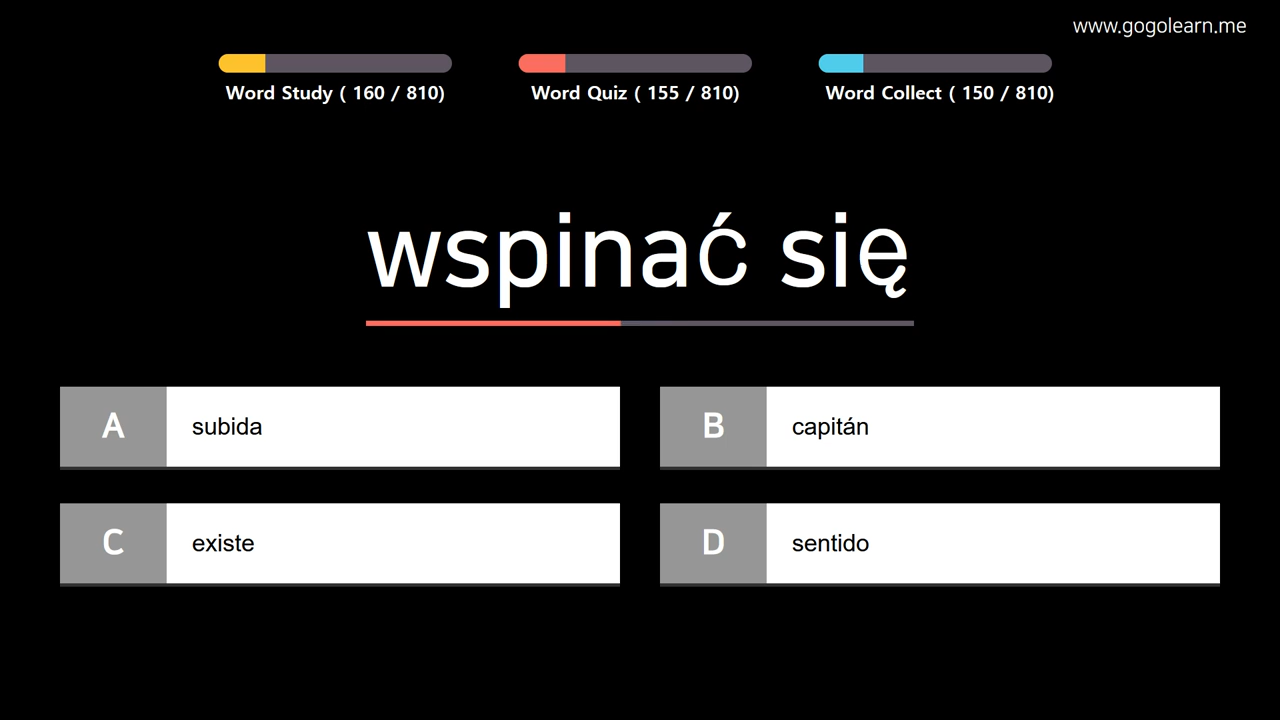 www.gogolearn.me
Word Study ( 160 / 810)
Word Quiz ( 155 / 810)
Word Collect ( 150 / 810)
wspinać się
A subida
B capitán
C existe
D sentido